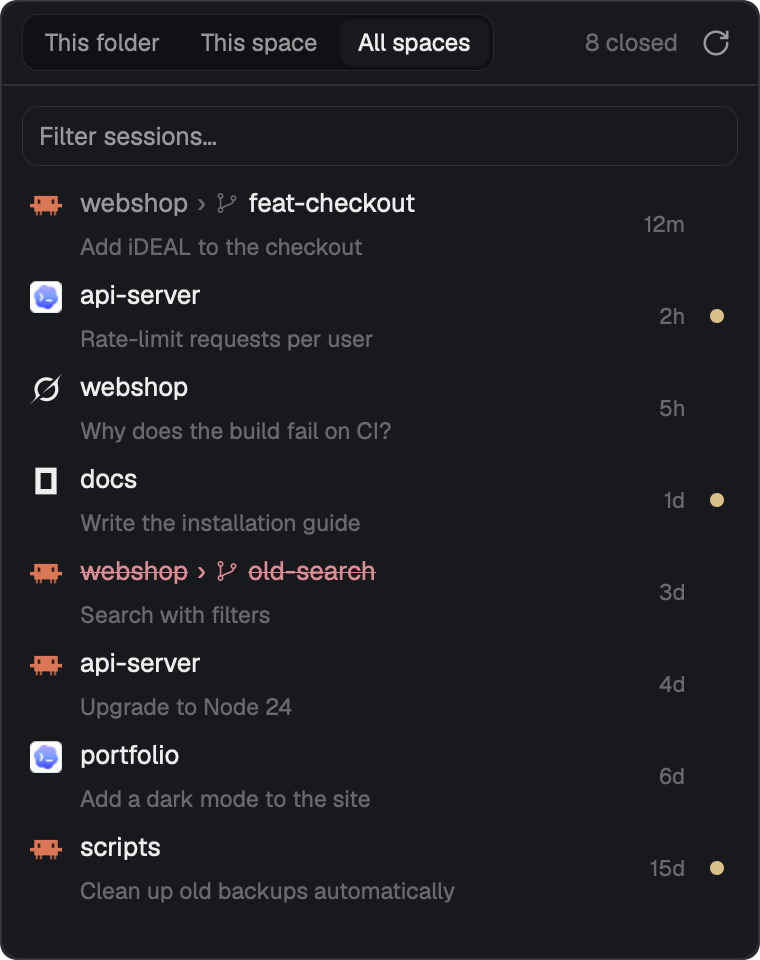 This folder This space All spaces 8 closed
Filter sessions…
webshop › feat-checkout
Add iDEAL to the checkout
12m
api-server
Rate-limit requests per user
2h
webshop
Why does the build fail on CI?
5h
docs
Write the installation guide
1d
webshop › old-search
Search with filters
3d
api-server
Upgrade to Node 24
4d
portfolio
Add a dark mode to the site
6d
scripts
Clean up old backups automatically
15d